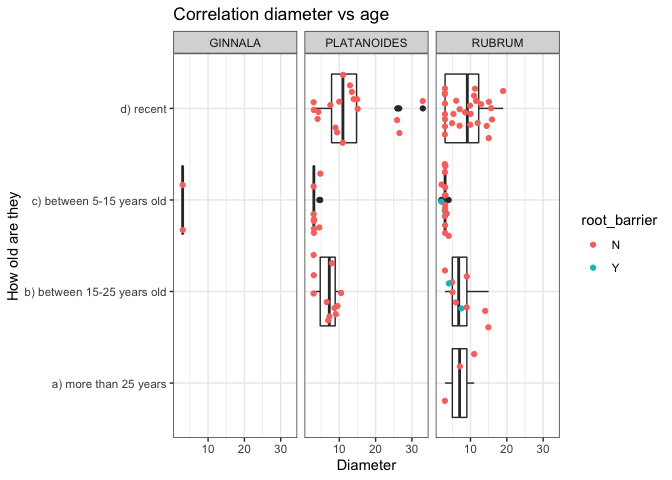 Correlation diameter vs age
GINNALA PLATANOIDES RUBRUM
How old are they
d) recent
c) between 5-15 years old
b) between 15-25 years old
a) more than 25 years
10 20 30 10 20 30 10 20 30
Diameter
root_barrier
N
Y